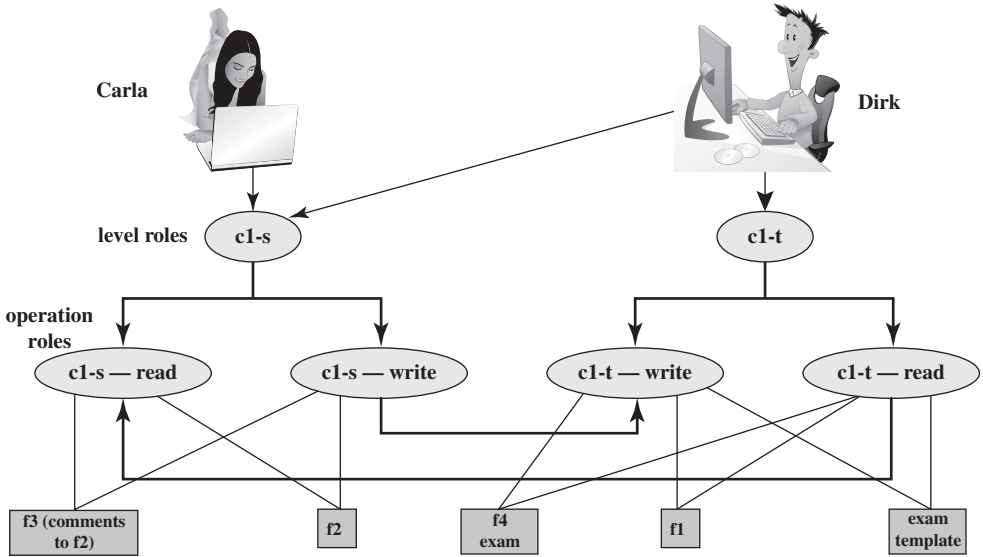 Carla
Dirk
level roles
c1-s
c1-t
operation
roles
c1-s — read
c1-s — write
c1-t — write
c1-t — read
f3 (comments
to f2)
f2
f4
exam
f1
exam
template